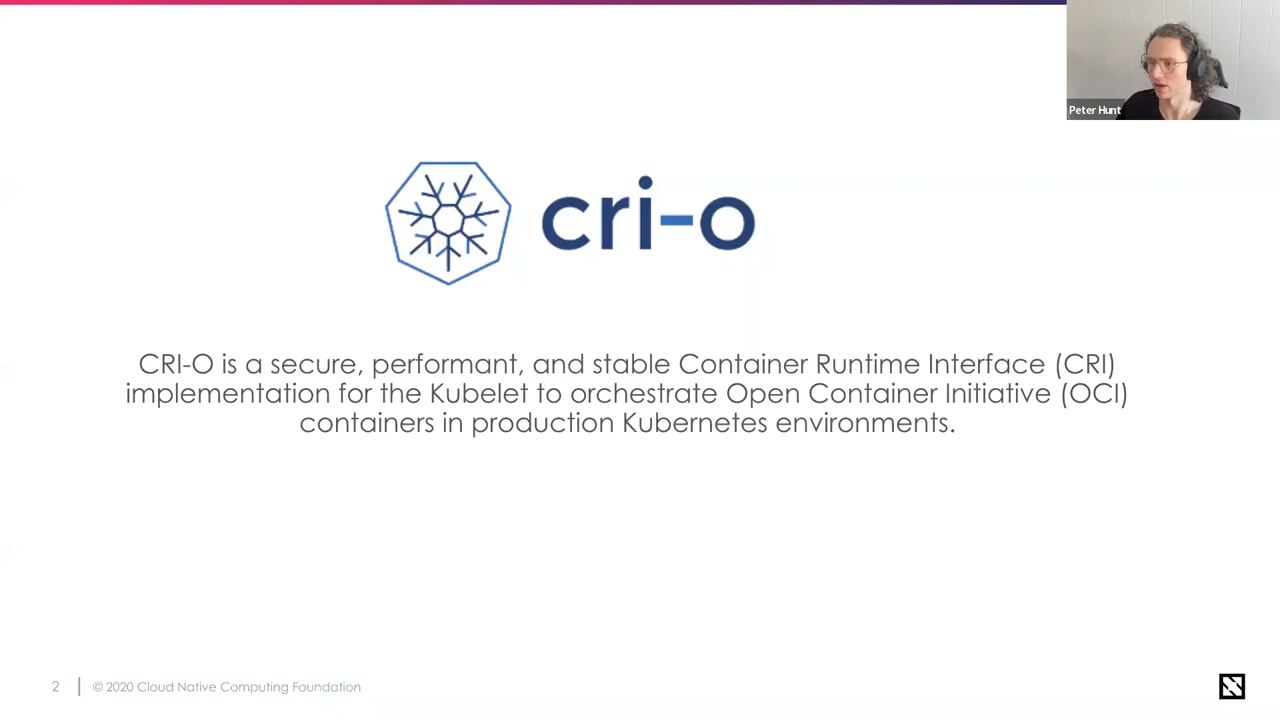 Peter Hunt
cri-o
CRI-O is a secure, performant, and stable Container Runtime Interface (CRI)
implementation for the Kubelet to orchestrate Open Container Initiative (OCI)
containers in production Kubernetes environments.
2 | © 2020 Cloud Native Computing Foundation